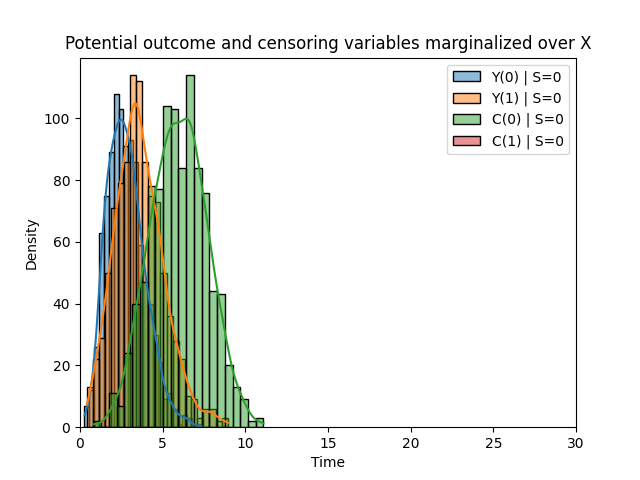 Potential outcome and censoring variables marginalized over X
Y(0) | S=0
Y(1) | S=0
C(0) | S=0
C(1) | S=0
Density
100
80
60
40
20
0
0 5 10 15 20 25 30
Time